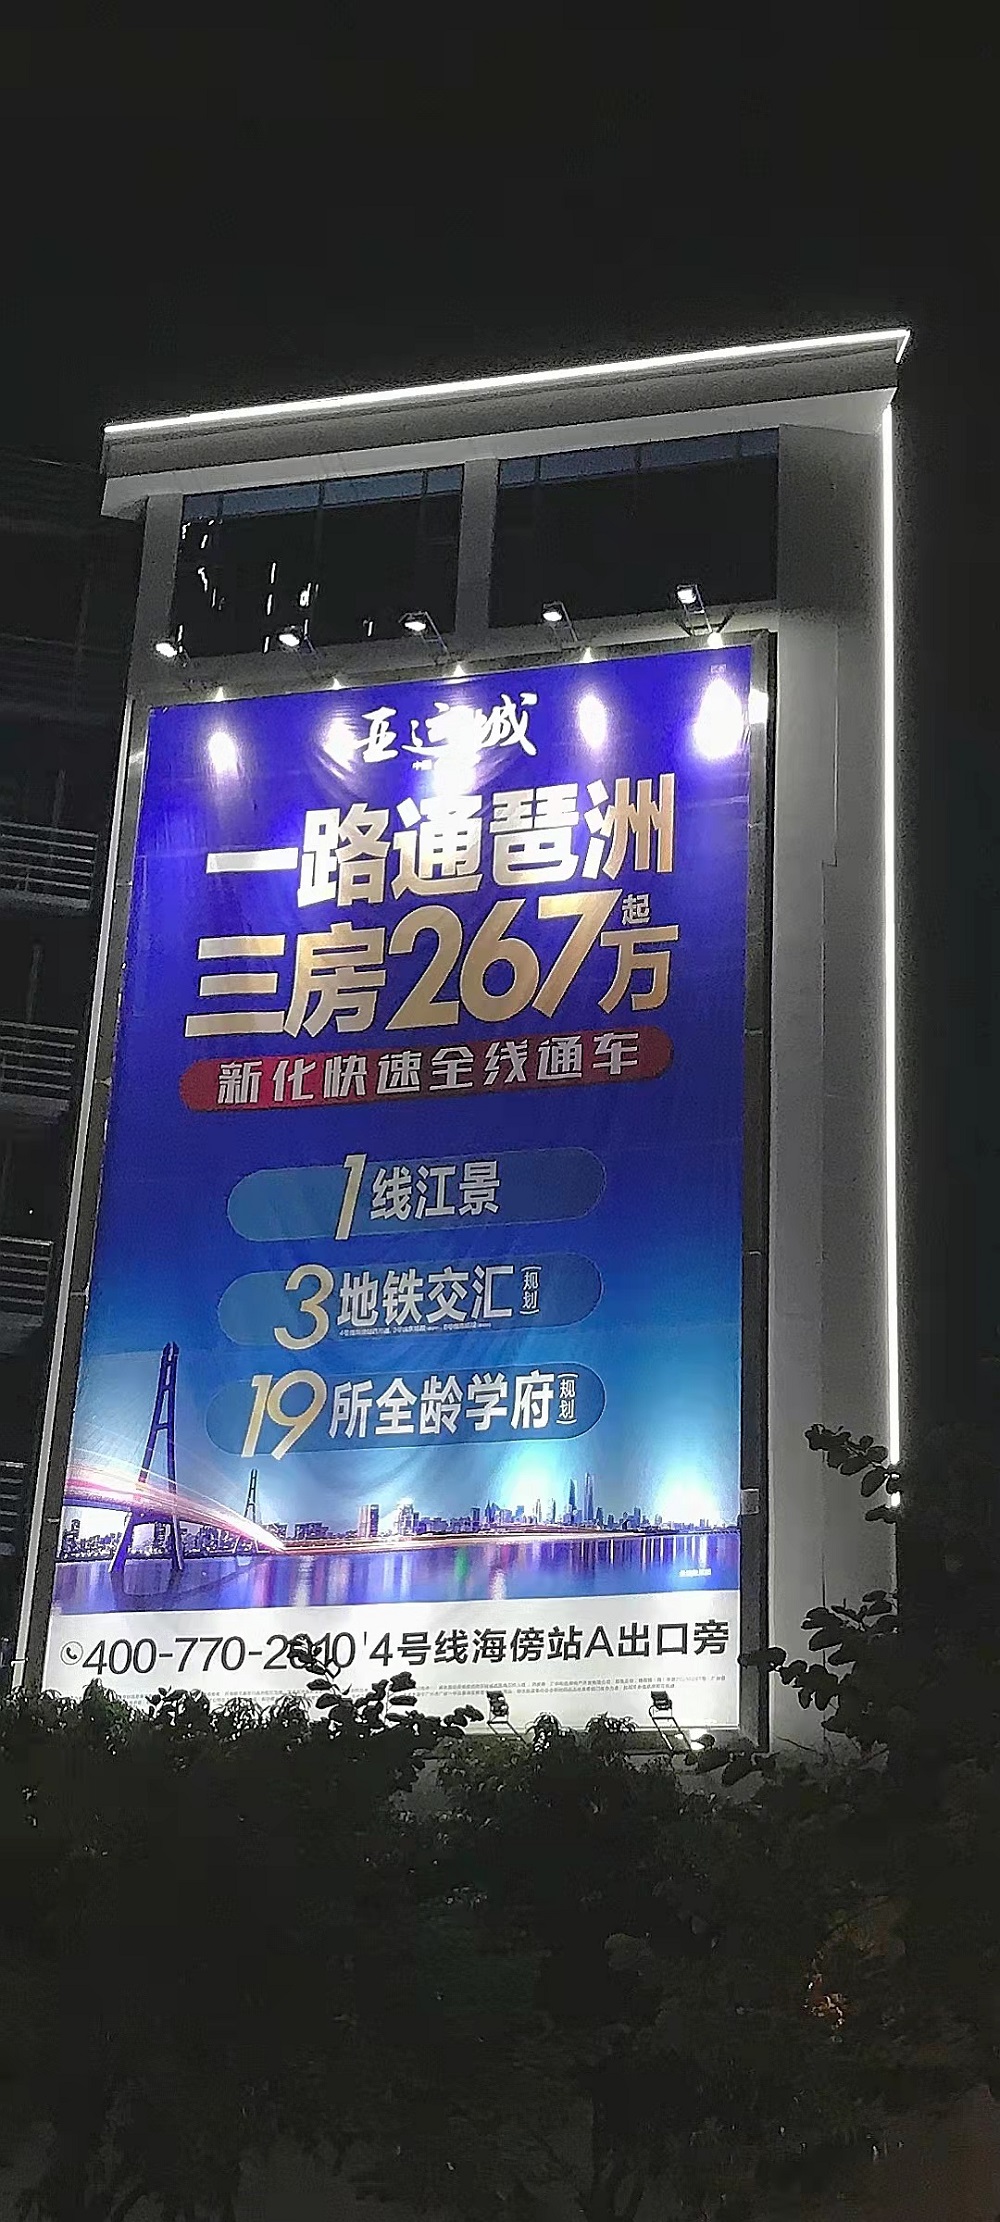 亚运城
一路通琶洲
三房267万起
新化快速全线通车
1线江景
3地铁交汇(规划)
19所全龄学府(规划)
400-770-2010 4号线海傍站A出口旁